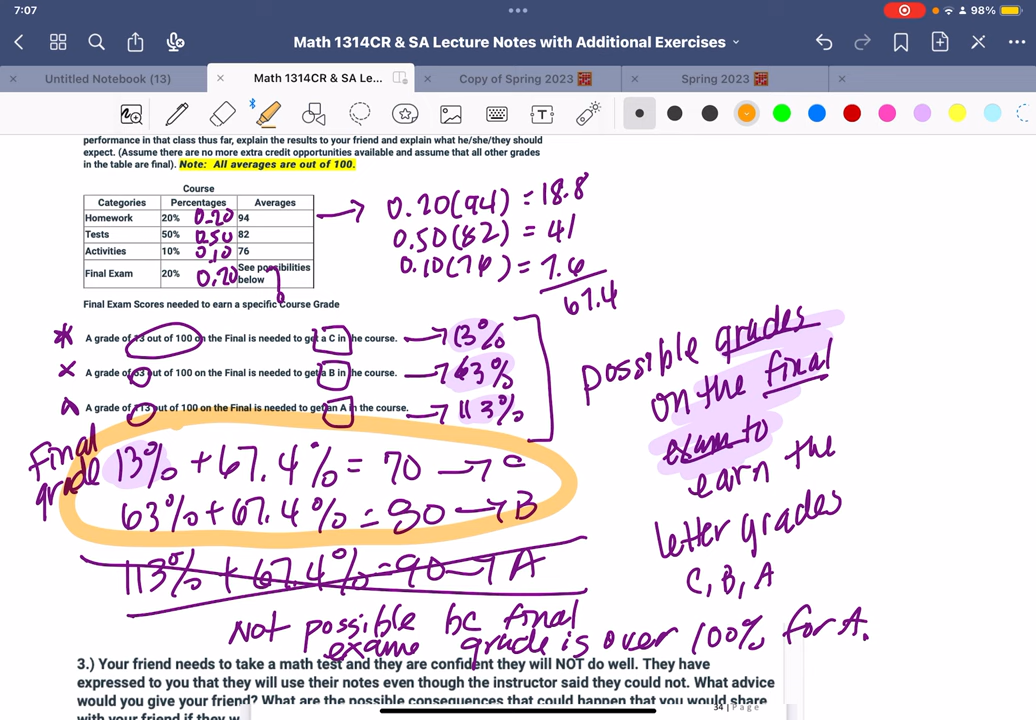 7:07
98%
Math 1314CR & SA Lecture Notes with Additional Exercises
Untitled Notebook (13)
Math 1314CR & SA Le...
Copy of Spring 2023
Spring 2023
performance in that class thus far, explain the results to your friend and explain what he/she/they should
expect. (Assume there are no more extra credit opportunities available and assume that all other grades
in the table are final). Note: All averages are out of 100.
Course
Categories Percentages Averages
Homework 20% 0.20 94
Tests 50% 0.50 82
Activities 10% 0.10 76
Final Exam 20% 0.20 See possibilities
below
0.20(94) = 18.8
0.50(82) = 41
0.10(76) = 7.6
67.4
Final Exam Scores needed to earn a specific Course Grade
A grade of 13 out of 100 on the Final is needed to get a C in the course. → 13%
A grade of 63 out of 100 on the Final is needed to get a B in the course. → 63%
A grade of 113 out of 100 on the Final is needed to get an A in the course. → 113%
possible grades
on the final
exam to
earn the
letter grades
C, B, A
Final
grade
13% + 67.4% = 70 → C
63% + 67.4% = 80 → B
113% + 67.4% = 90 → A
Not possible bc final
exame grade is over 100% for A.
3.) Your friend needs to take a math test and they are confident they will NOT do well. They have
expressed to you that they will use their notes even though the instructor said they could not. What advice
would you give your friend? What are the possible consequences that could happen that you would share
with your friend if they w
34 | Page